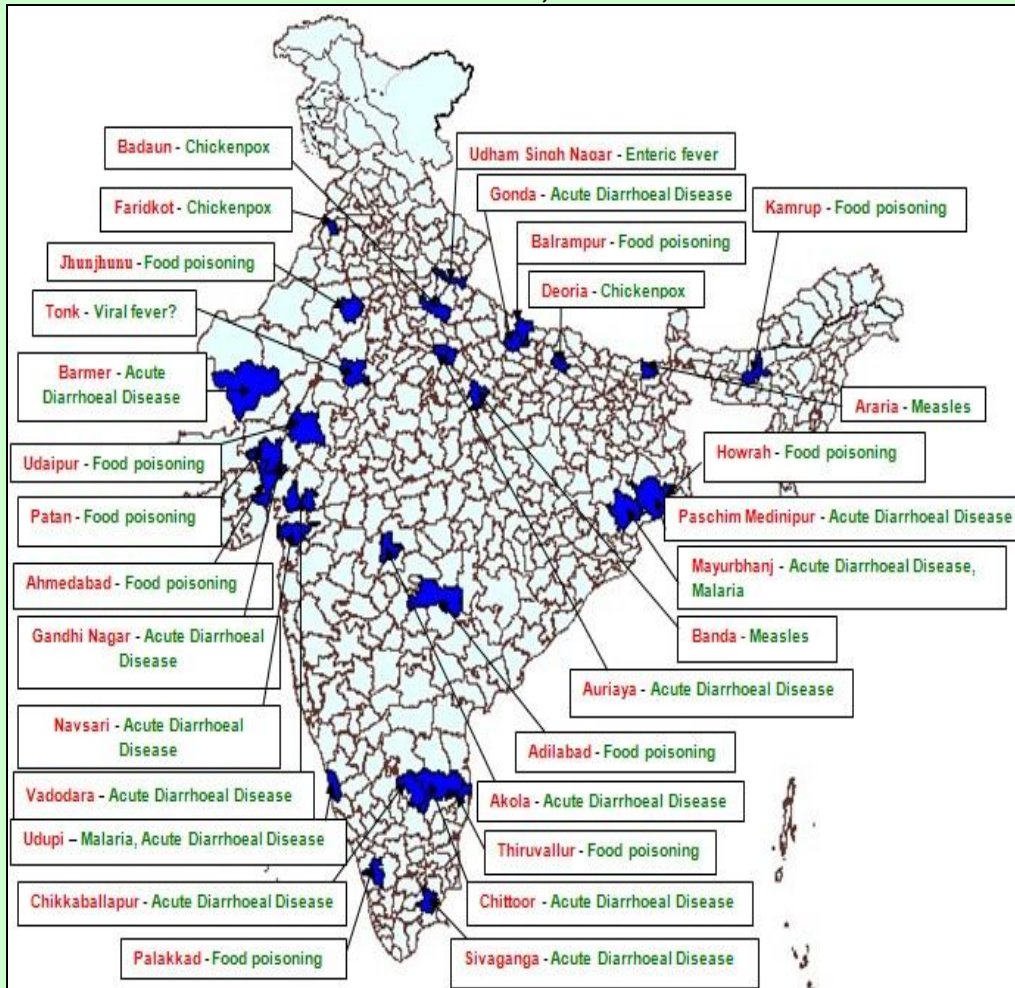 Badaun - Chickenpox
Udham Singh Nagar - Enteric fever
Gonda - Acute Diarrhoeal Disease
Kamrup - Food poisoning
Faridkot - Chickenpox
Balrampur - Food poisoning
Jhunjhunu - Food poisoning
Deoria - Chickenpox
Tonk - Viral fever?
Barmer - Acute
Diarrhoeal Disease
Araria - Measles
Howrah - Food poisoning
Udaipur - Food poisoning
Patan - Food poisoning
Paschim Medinipur - Acute Diarrhoeal Disease
Mayurbhanj - Acute Diarrhoeal Disease,
Malaria
Ahmedabad - Food poisoning
Gandhi Nagar - Acute Diarrhoeal
Disease
Banda - Measles
Auriaya - Acute Diarrhoeal Disease
Navsari - Acute Diarrhoeal
Disease
Adilabad - Food poisoning
Vadodara - Acute Diarrhoeal Disease
Akola - Acute Diarrhoeal Disease
Udupi – Malaria, Acute Diarrhoeal Disease
Thiruvallur - Food poisoning
Chikkaballapur - Acute Diarrhoeal Disease
Chittoor - Acute Diarrhoeal Disease
Palakkad - Food poisoning
Sivaganga - Acute Diarrhoeal Disease